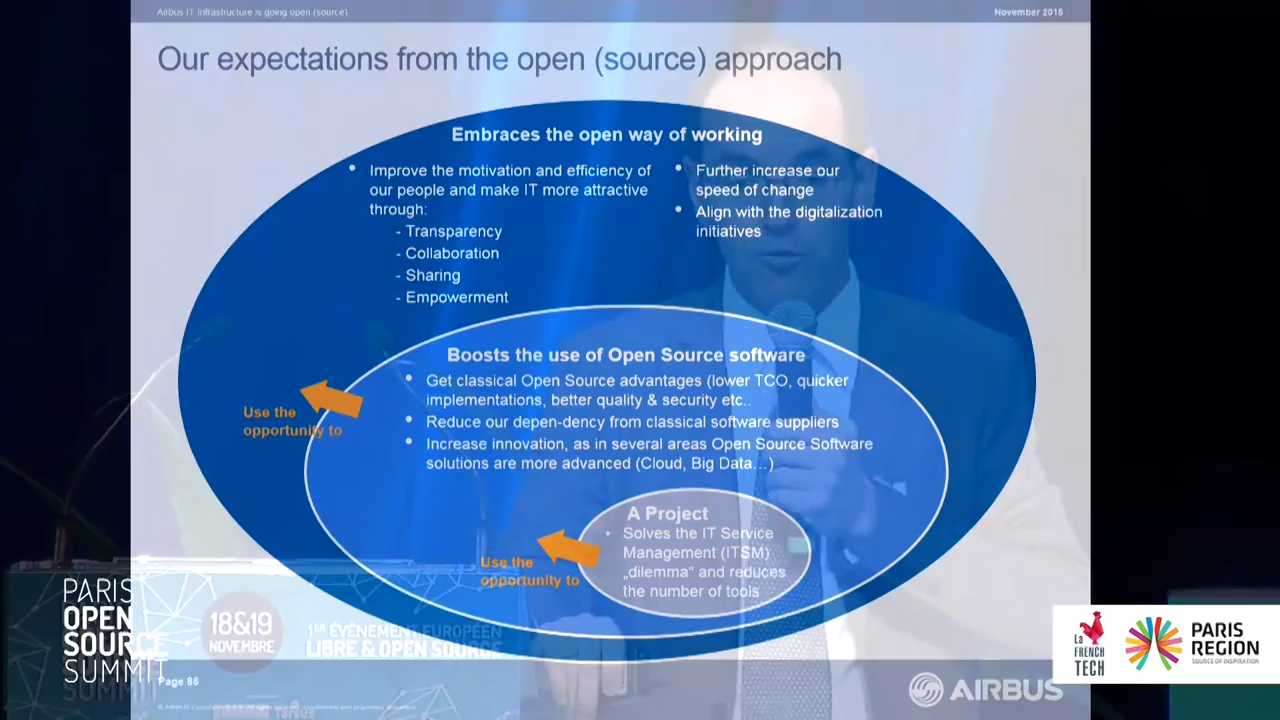 Airbus IT Infrastructure is going open (source)
November 2015
Our expectations from the open (source) approach
Embraces the open way of working
• Improve the motivation and efficiency of
our people and make IT more attractive
through:
- Transparency
- Collaboration
- Sharing
- Empowerment
• Further increase our
speed of change
• Align with the digitalization
initiatives
Boosts the use of Open Source software
• Get classical Open Source advantages (lower TCO, quicker
implementations, better quality & security etc..
• Reduce our depen-dency from classical software suppliers
• Increase innovation, as in several areas Open Source Software
solutions are more advanced (Cloud, Big Data…)
Use the
opportunity to
A Project
• Solves the IT Service
Management (ITSM)
„dilemma“ and reduces
the number of tools
Use the
opportunity to
PARIS
OPEN
SOURCE
SUMMIT
18&19
NOVEMBRE
1ER ÉVÉNEMENT EUROPÉEN
LIBRE & OPEN SOURCE
Page 86
AIRBUS
La
FRENCH
TECH
PARIS
REGION
SOURCE OF INSPIRATION